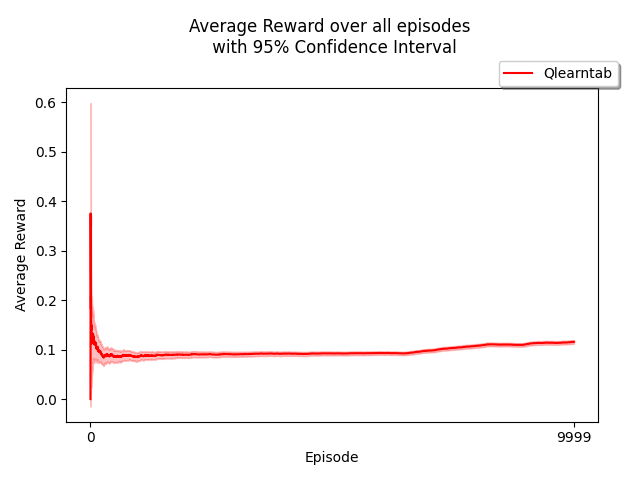 Average Reward over all episodes
with 95% Confidence Interval
Qlearntab
0.6
0.5
0.4
0.3
0.2
0.1
0.0
Average Reward
0 9999
Episode